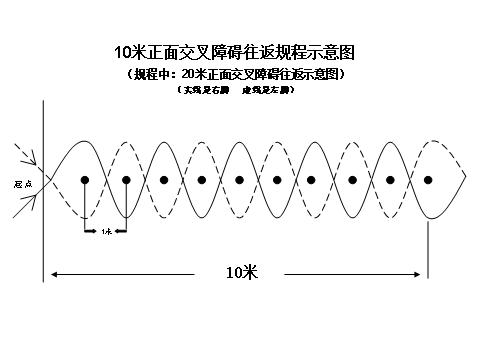 10米正面交叉障碍往返规程示意图
（规程中：20米正面交叉障碍往返示意图）
（实线是右脚 虚线是左脚）
起点
1米
10米